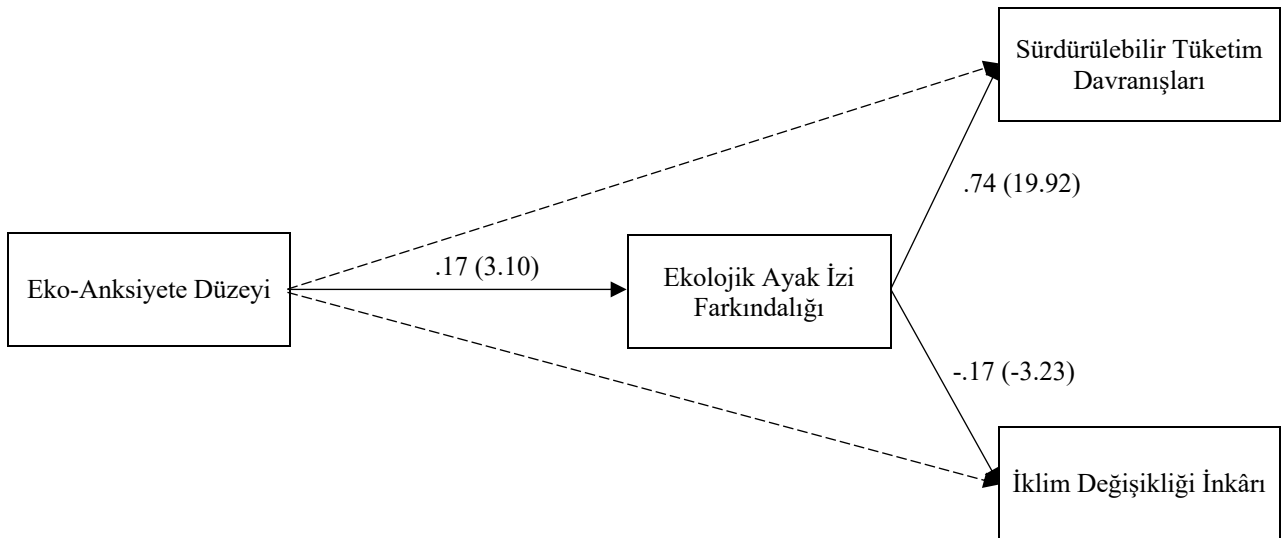 Sürdürülebilir Tüketim
Davranışları
.74 (19.92)
.17 (3.10)
Eko-Anksiyete Düzeyi
Ekolojik Ayak İzi
Farkındalığı
-.17 (-3.23)
İklim Değişikliği İnkârı